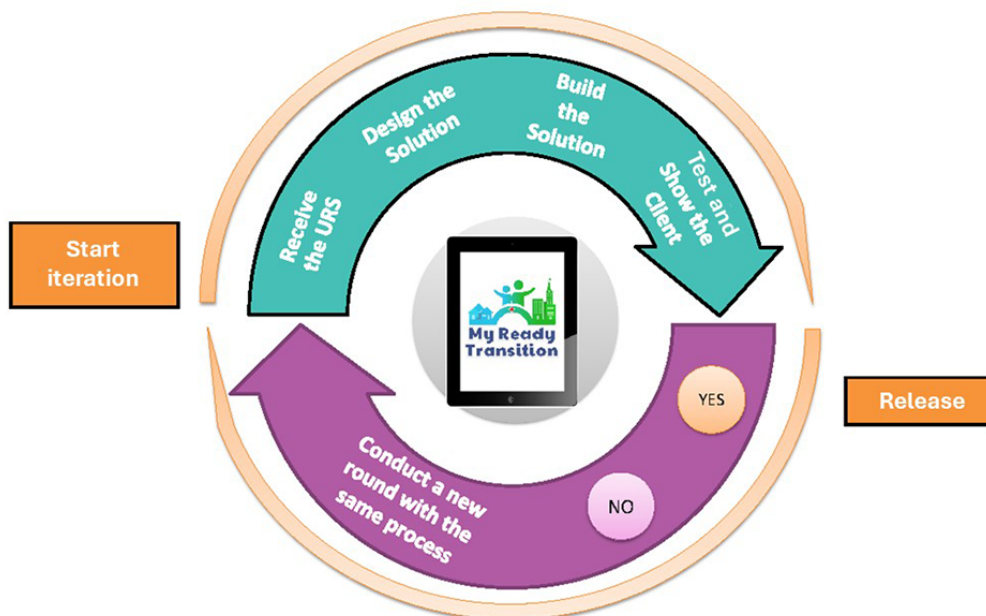 Start
iteration
Receive
the URS
Design the
Solution
Build
the
Solution
Test and
Show the
Client
My Ready
Transition
YES
Release
NO
Conduct a new
round with the
same process